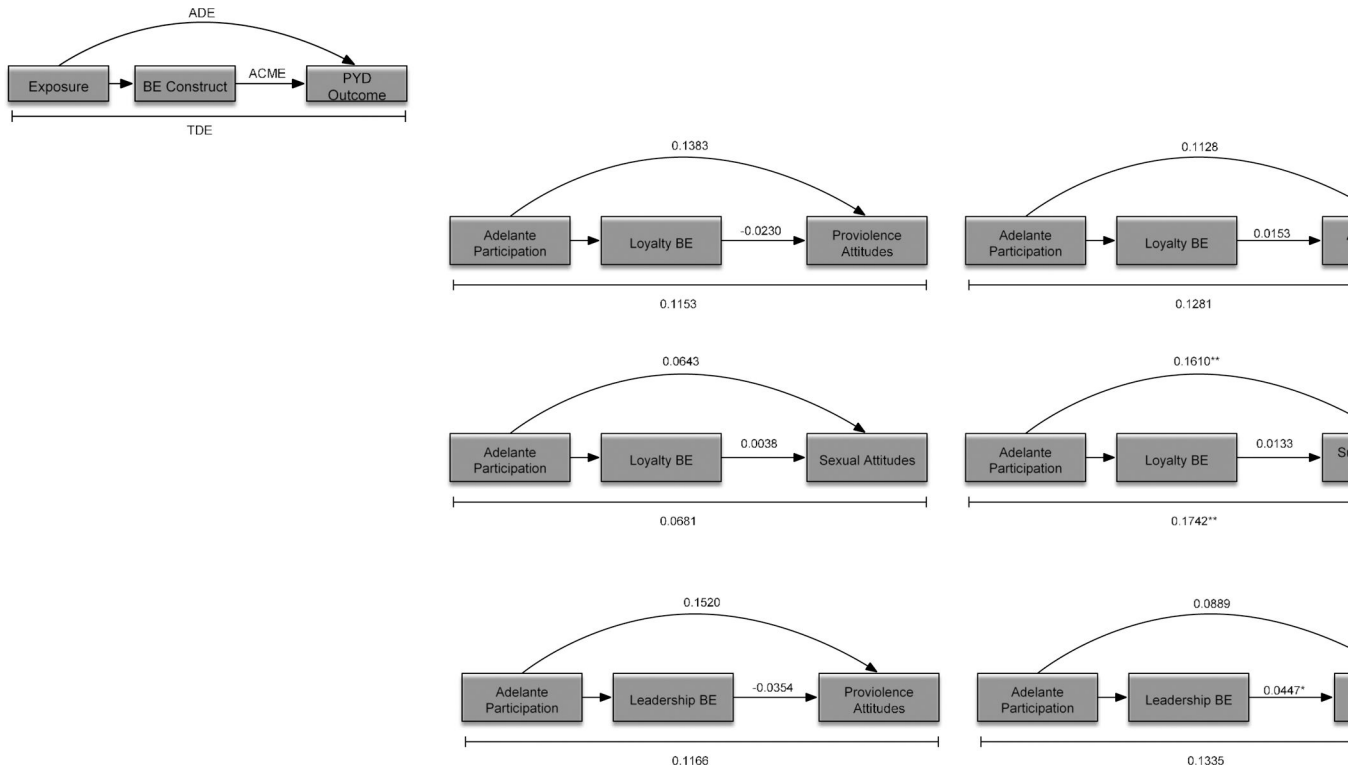 ADE
Exposure
BE Construct
ACME
PYD
Outcome
TDE
0.1383
Adelante
Participation
Loyalty BE
-0.0230
Proviolence
Attitudes
0.1153
0.1128
Adelante
Participation
Loyalty BE
0.0153
0.1281
0.0643
Adelante
Participation
Loyalty BE
0.0038
Sexual Attitudes
0.0681
0.1610**
Adelante
Participation
Loyalty BE
0.0133
0.1742**
0.1520
Adelante
Participation
Leadership BE
-0.0354
Proviolence
Attitudes
0.1166
0.0889
Adelante
Participation
Leadership BE
0.0447*
0.1335